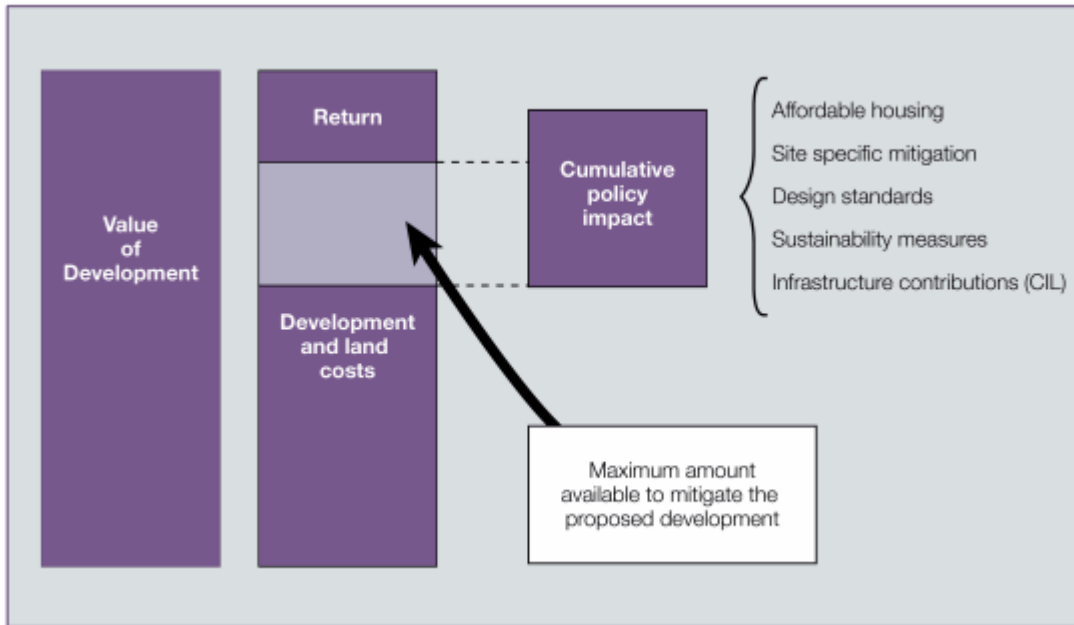 Value
of
Development
Return
Development
and land
costs
Cumulative
policy
impact
Affordable housing
Site specific mitigation
Design standards
Sustainability measures
Infrastructure contributions (CIL)
Maximum amount
available to mitigate the
proposed development